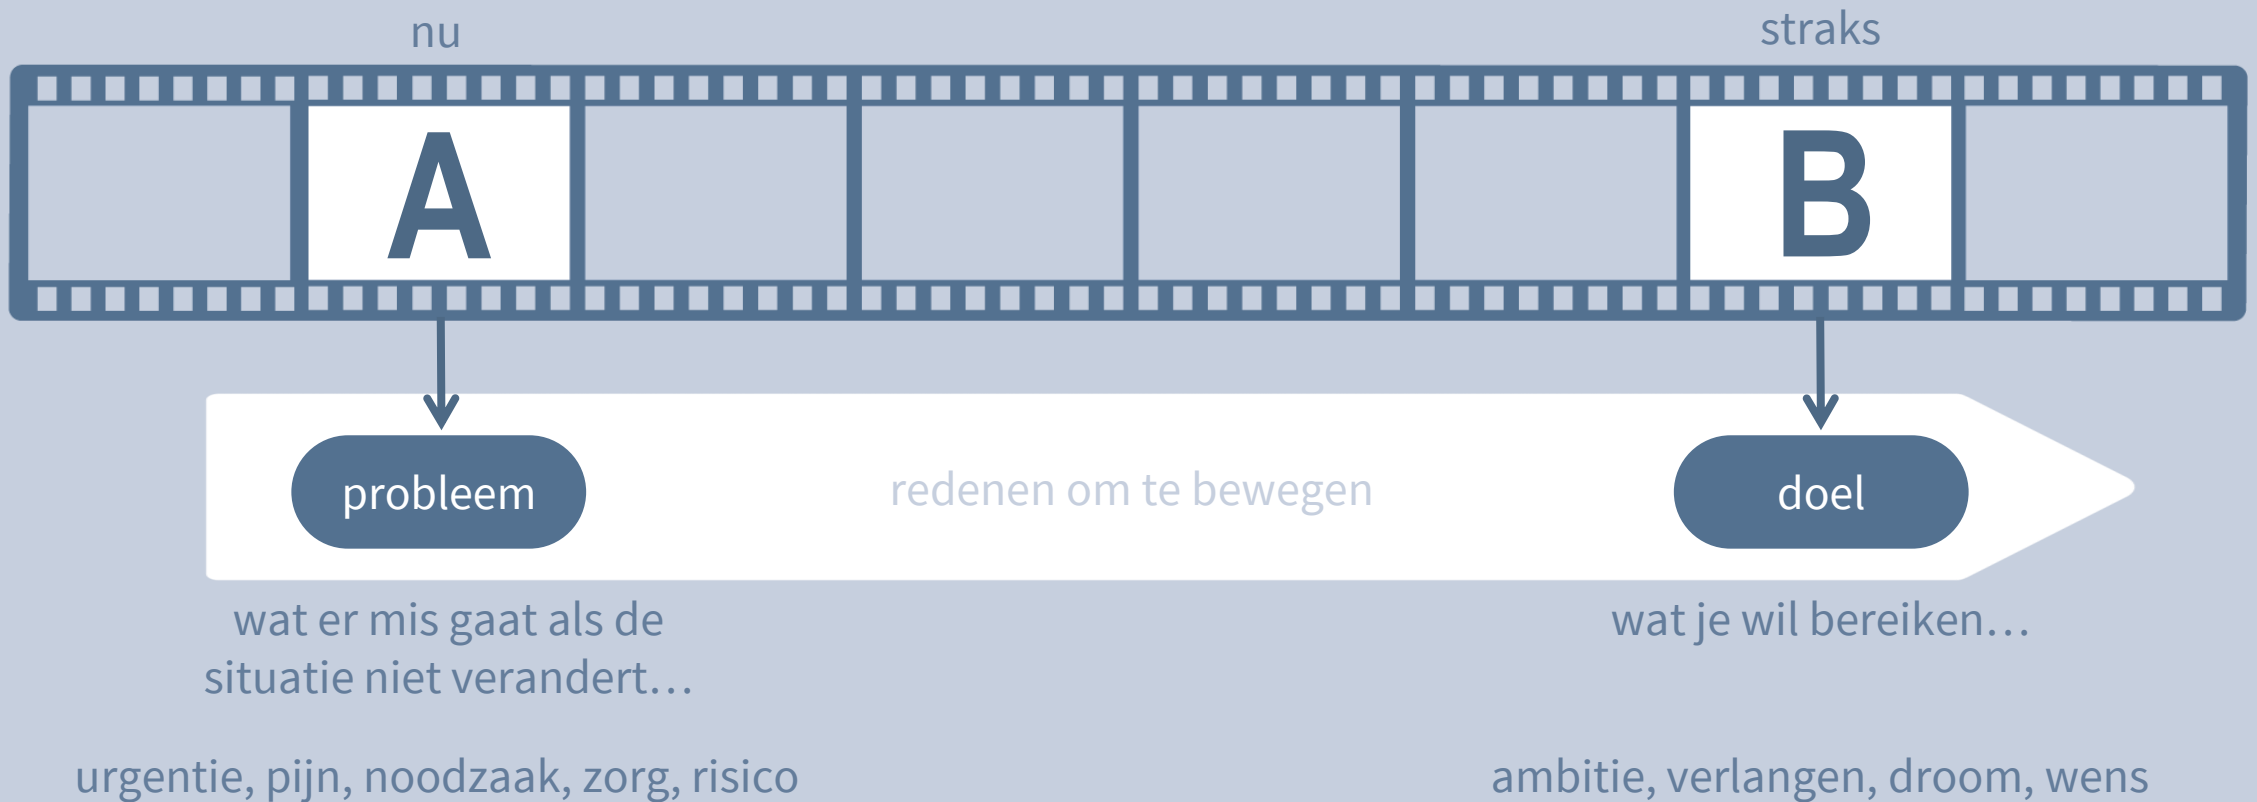 nu
straks
A
B
probleem
redenen om te bewegen
doel
wat er mis gaat als de
situatie niet verandert…
wat je wil bereiken…
urgentie, pijn, noodzaak, zorg, risico
ambitie, verlangen, droom, wens